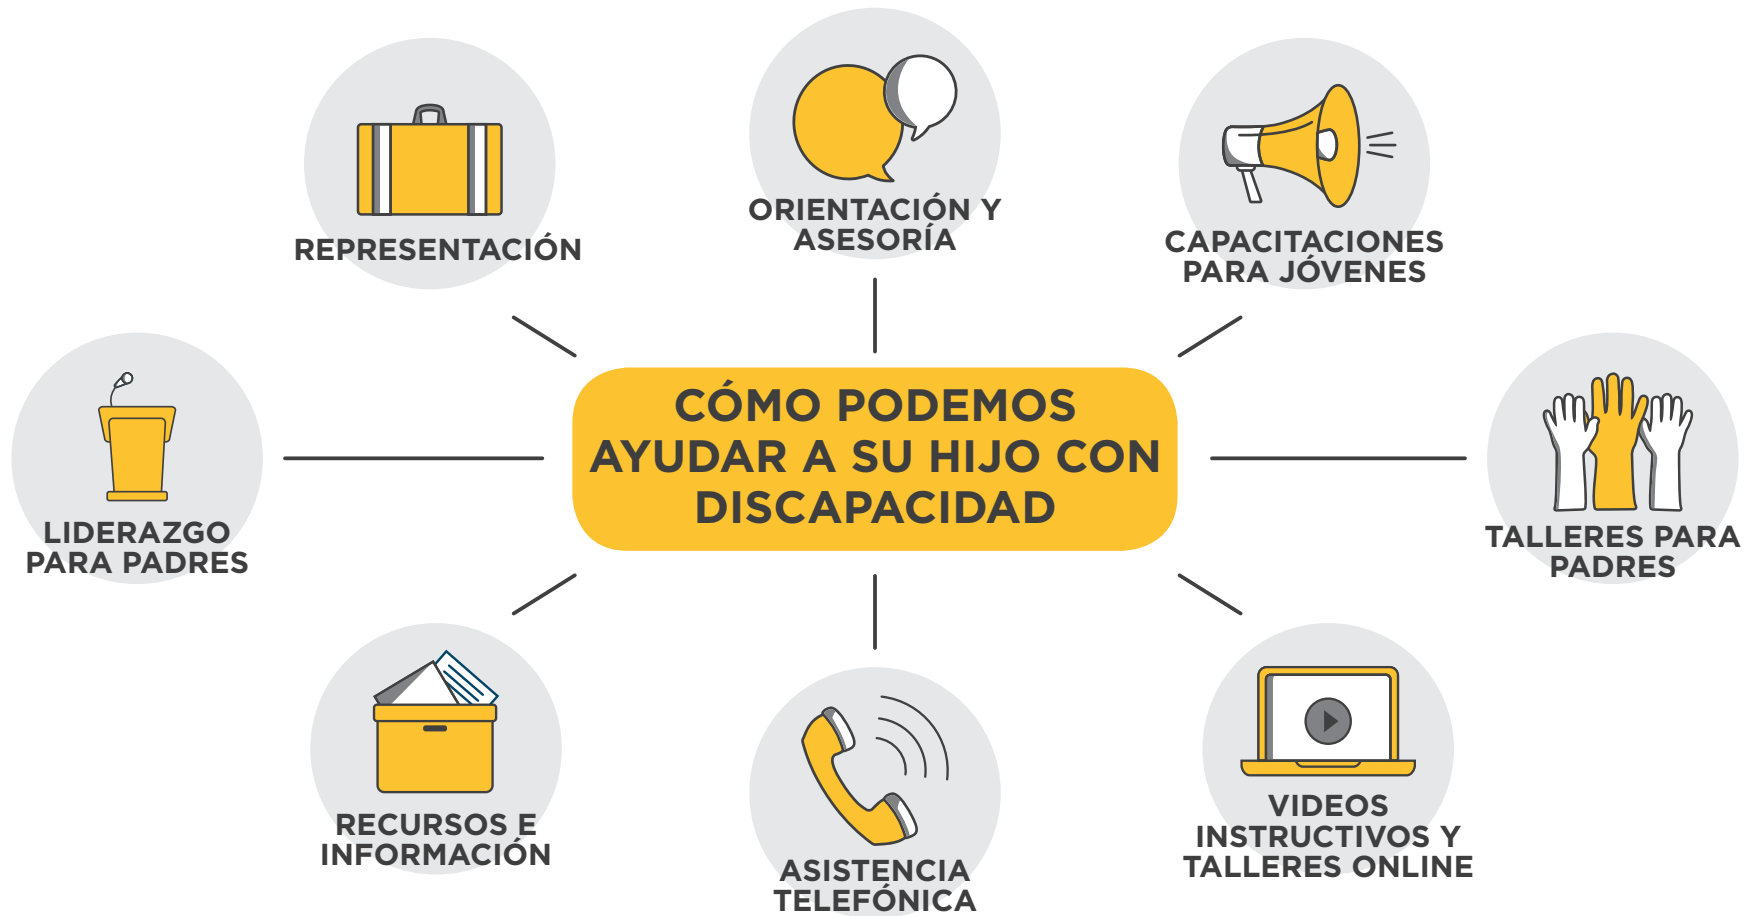 ORIENTACIÓN Y
ASESORÍA
REPRESENTACIÓN
CAPACITACIONES
PARA JÓVENES
CÓMO PODEMOS
AYUDAR A SU HIJO CON
DISCAPACIDAD
LIDERAZGO
PARA PADRES
TALLERES PARA
PADRES
RECURSOS E
INFORMACIÓN
ASISTENCIA
TELEFÓNICA
VIDEOS
INSTRUCTIVOS Y
TALLERES ONLINE